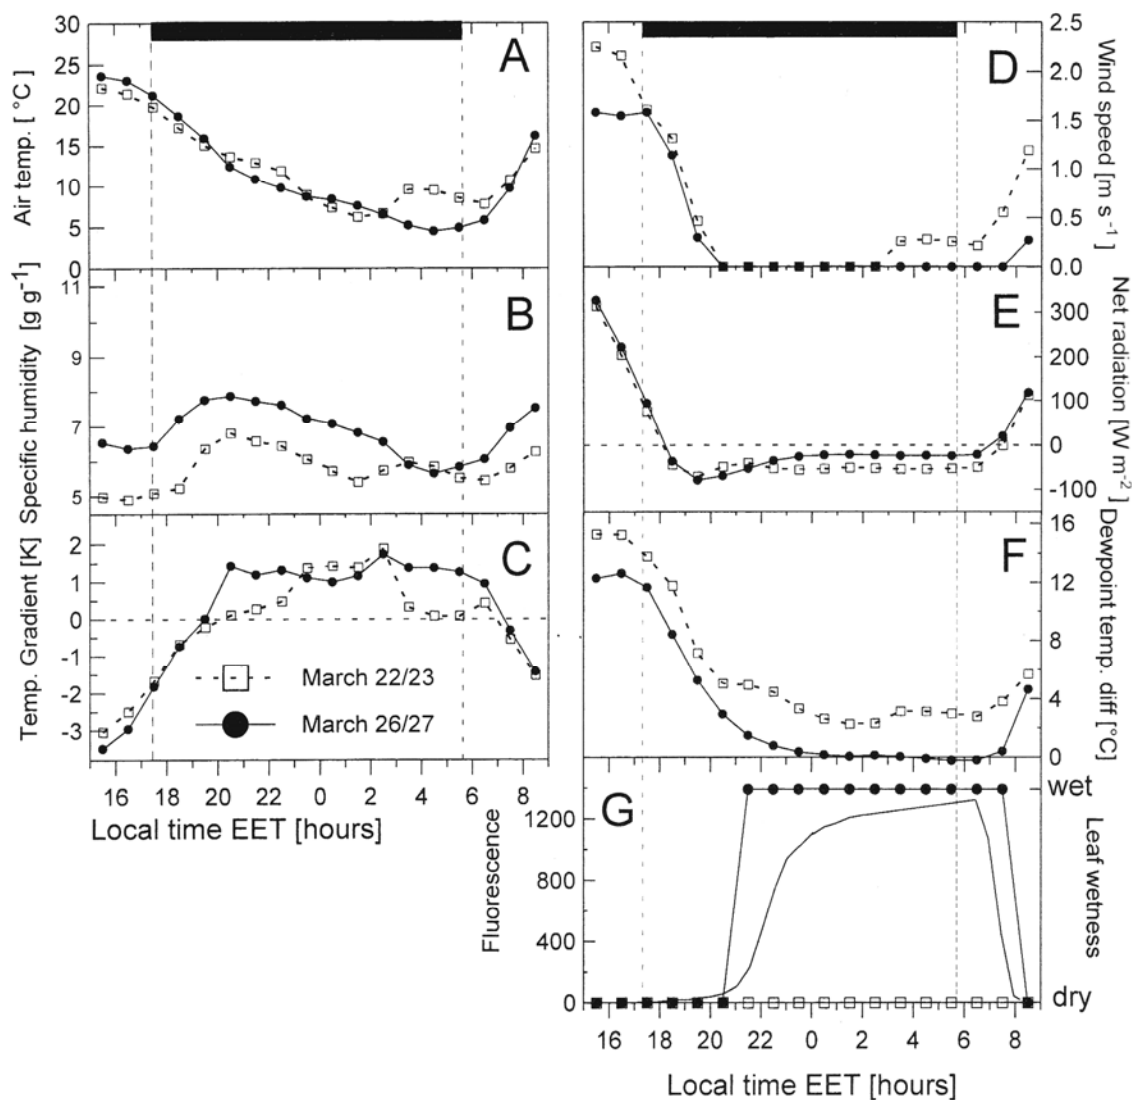 Air temp. [ °C]
30
25
20
15
10
5
0
A
Specific humidity [g g-1]
11
9
7
5
B
Temp. Gradient [K]
2
1
0
-1
-2
-3
C
March 22/23
March 26/27
16 18 20 22 0 2 4 6 8
Local time EET [hours]
D
2.5
2.0
1.5
1.0
0.5
0.0
Wind speed [m s-1]
E
300
200
100
0
-100
Net radiation [W m-2]
F
16
12
8
4
0
Dewpoint temp. diff [°C]
Fluorescence
1200
800
400
0
G
wet
dry
Leaf wetness
16 18 20 22 0 2 4 6 8
Local time EET [hours]